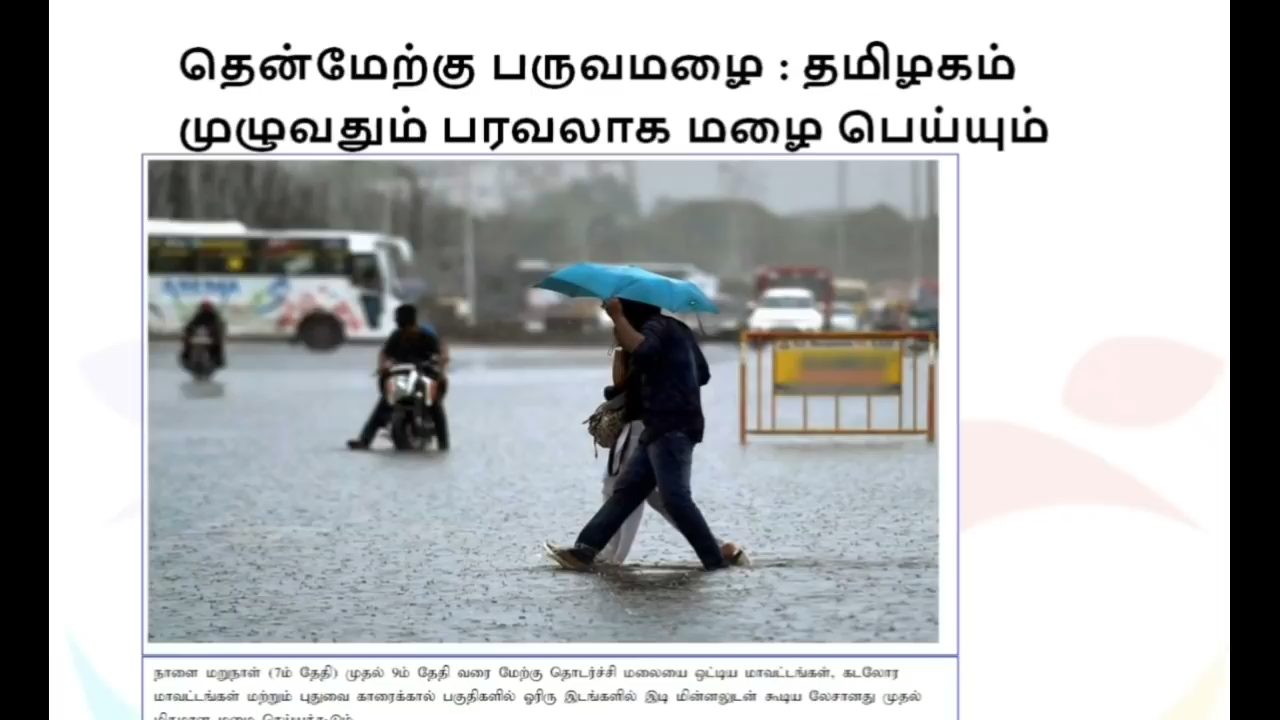 தென்மேற்கு பருவமழை : தமிழகம்
முழுவதும் பரவலாக மழை பெய்யும்
நாளை மறுநாள் (7ம் தேதி) முதல் 9ம் தேதி வரை மேற்கு தொடர்ச்சி மலையை ஒட்டிய மாவட்டங்கள், கடலோர
மாவட்டங்கள் மற்றும் புதுவை காரைக்கால் பகுதிகளில் ஓரிரு இடங்களில் இடி மின்னலுடன் கூடிய லேசானது முதல்